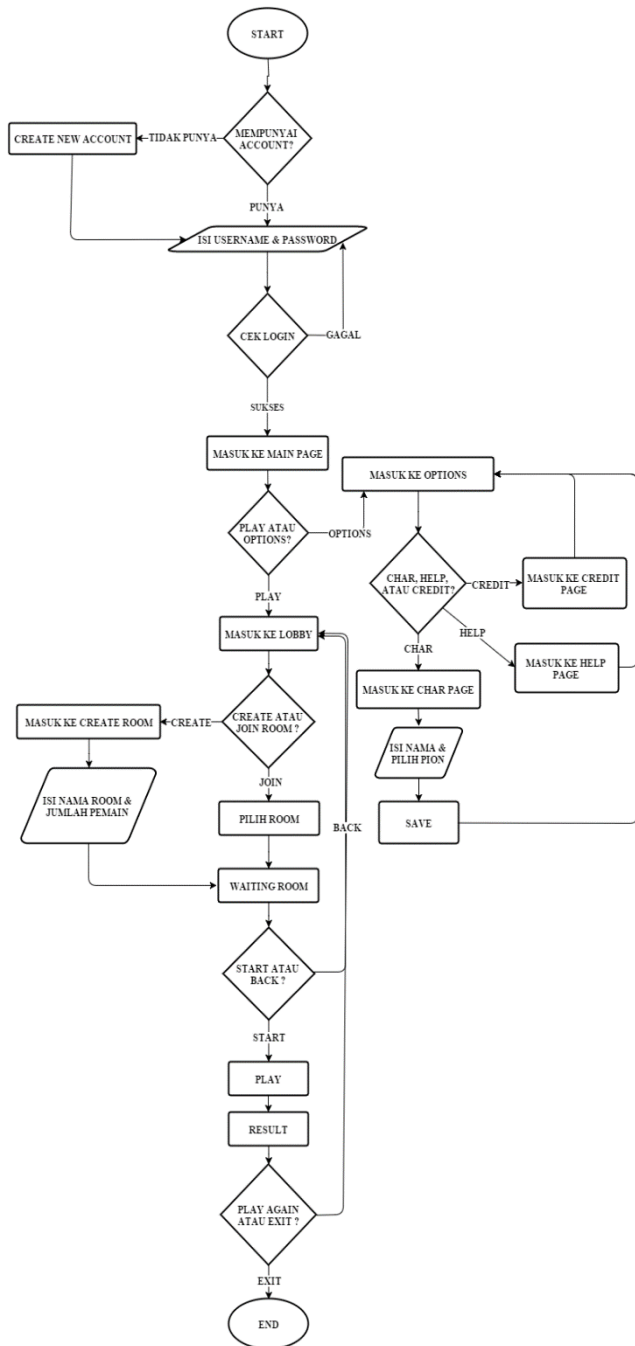 START
MEMPUNYAI
ACCOUNT?
TIDAK PUNYA
CREATE NEW ACCOUNT
PUNYA
ISI USERNAME & PASSWORD
CEK LOGIN
GAGAL
SUKSES
MASUK KE MAIN PAGE
MASUK KE OPTIONS
PLAY ATAU
OPTIONS?
OPTIONS
CHAR, HELP,
ATAU CREDIT?
CREDIT
MASUK KE CREDIT
PAGE
PLAY
MASUK KE LOBBY
HELP
CHAR
MASUK KE HELP
PAGE
MASUK KE CHAR PAGE
MASUK KE CREATE ROOM
CREATE
CREATE ATAU
JOIN ROOM ?
ISI NAMA &
PILIH PION
JOIN
ISI NAMA ROOM &
JUMLAH PEMAIN
PILIH ROOM
BACK
SAVE
WAITING ROOM
START ATAU
BACK ?
START
PLAY
RESULT
PLAY AGAIN
ATAU EXIT ?
EXIT
END